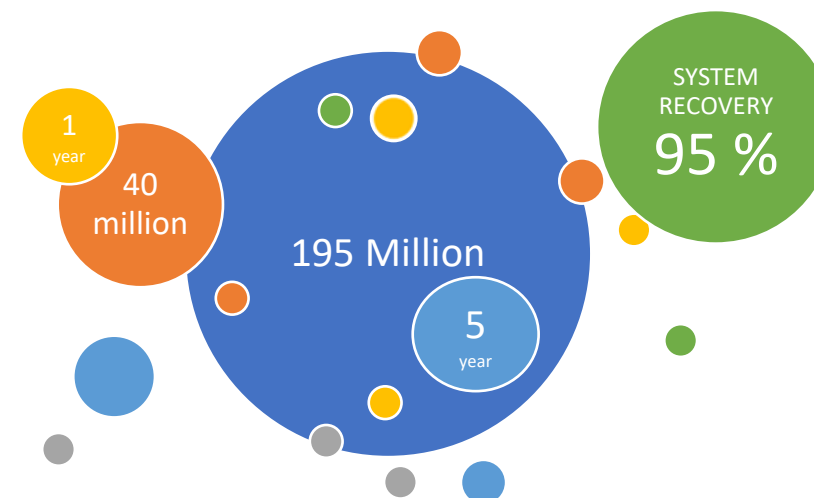 1
year
40
million
195 Million
5
year
SYSTEM
RECOVERY
95 %